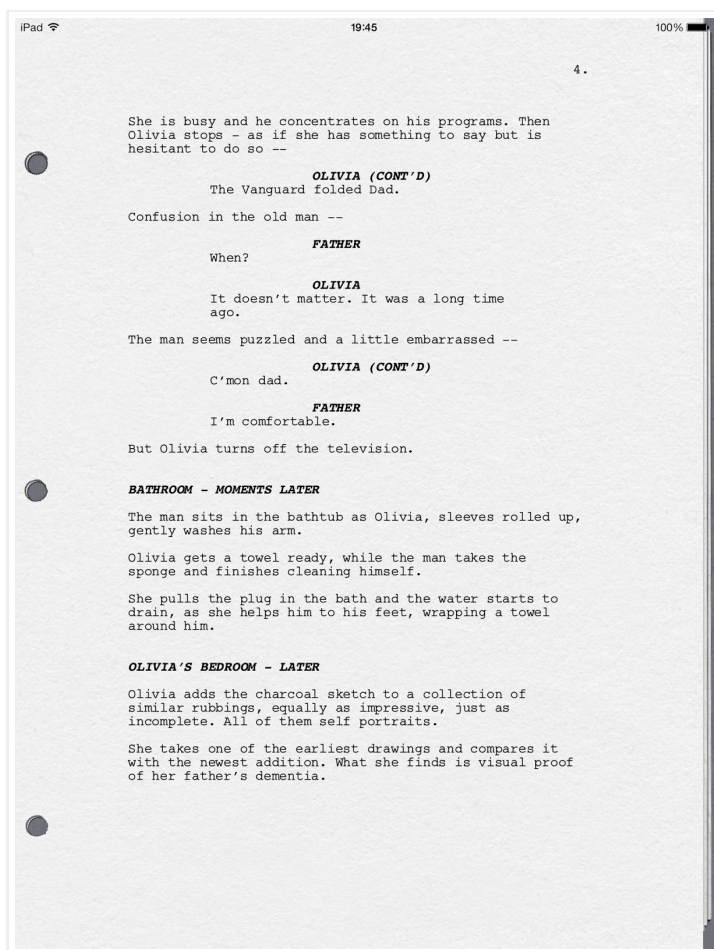 iPad 19:45 100%
4.
She is busy and he concentrates on his programs. Then
Olivia stops - as if she has something to say but is
hesitant to do so --
OLIVIA (CONT'D)
The Vanguard folded Dad.
Confusion in the old man --
FATHER
When?
OLIVIA
It doesn't matter. It was a long time
ago.
The man seems puzzled and a little embarrassed --
OLIVIA (CONT'D)
C'mon dad.
FATHER
I'm comfortable.
But Olivia turns off the television.
BATHROOM - MOMENTS LATER
The man sits in the bathtub as Olivia, sleeves rolled up,
gently washes his arm.
Olivia gets a towel ready, while the man takes the
sponge and finishes cleaning himself.
She pulls the plug in the bath and the water starts to
drain, as she helps him to his feet, wrapping a towel
around him.
OLIVIA'S BEDROOM - LATER
Olivia adds the charcoal sketch to a collection of
similar rubbings, equally as impressive, just as
incomplete. All of them self portraits.
She takes one of the earliest drawings and compares it
with the newest addition. What she finds is visual proof
of her father's dementia.